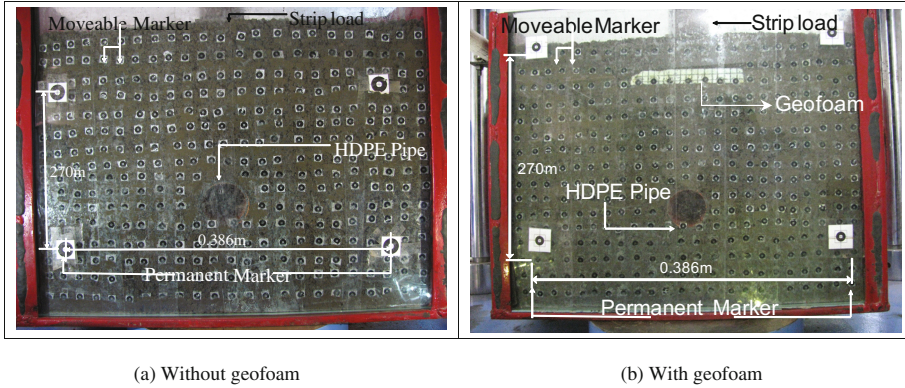 Moveable Marker
Strip load
270m
HDPE Pipe
0.386m
Permanent Marker
Moveable Marker
Strip load
Geofoam
270m
HDPE Pipe
0.386m
Permanent Marker
(a) Without geofoam
(b) With geofoam